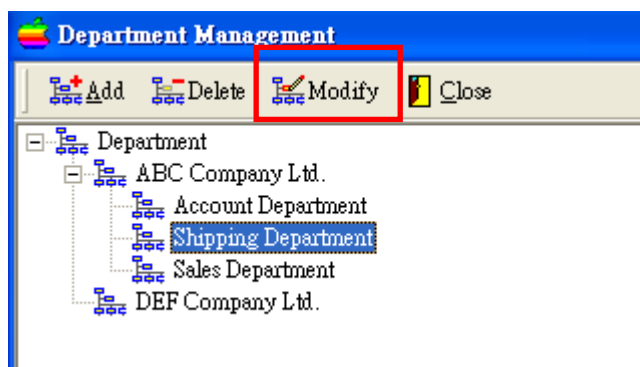 Department Management
Add Delete Modify Close
Department
ABC Company Ltd.
Account Department
Shipping Department
Sales Department
DEF Company Ltd.